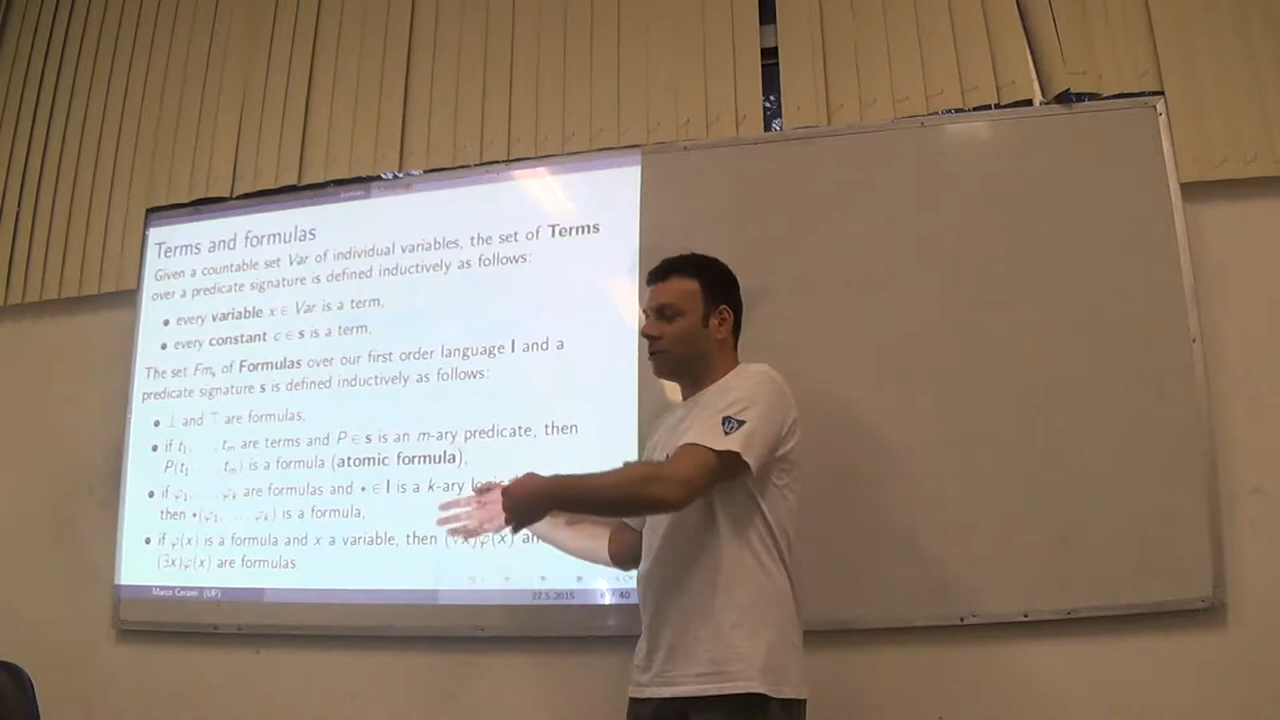 Terms and formulas
Given a countable set Var of individual variables, the set of Terms
over a predicate signature is defined inductively as follows:
• every variable x ∈ Var is a term,
• every constant c ∈ s is a term,
The set Fmₛ of Formulas over our first order language l and a
predicate signature s is defined inductively as follows:
• ⊥ and ⊤ are formulas,
• if t₁, ..., tₘ are terms and P ∈ s is an m-ary predicate, then
P(t₁, ..., tₘ) is a formula (atomic formula),
• if φ₁, ..., φₖ are formulas and ⋆ ∈ l is a k-ary
then ⋆(φ₁, ..., φₖ) is a formula,
• if φ(x) is a formula and x a variable, then (∀x)φ(x) an
(∃x)φ(x) are formulas.
Marco Cerami (UP)
27.5.2015
/ 40